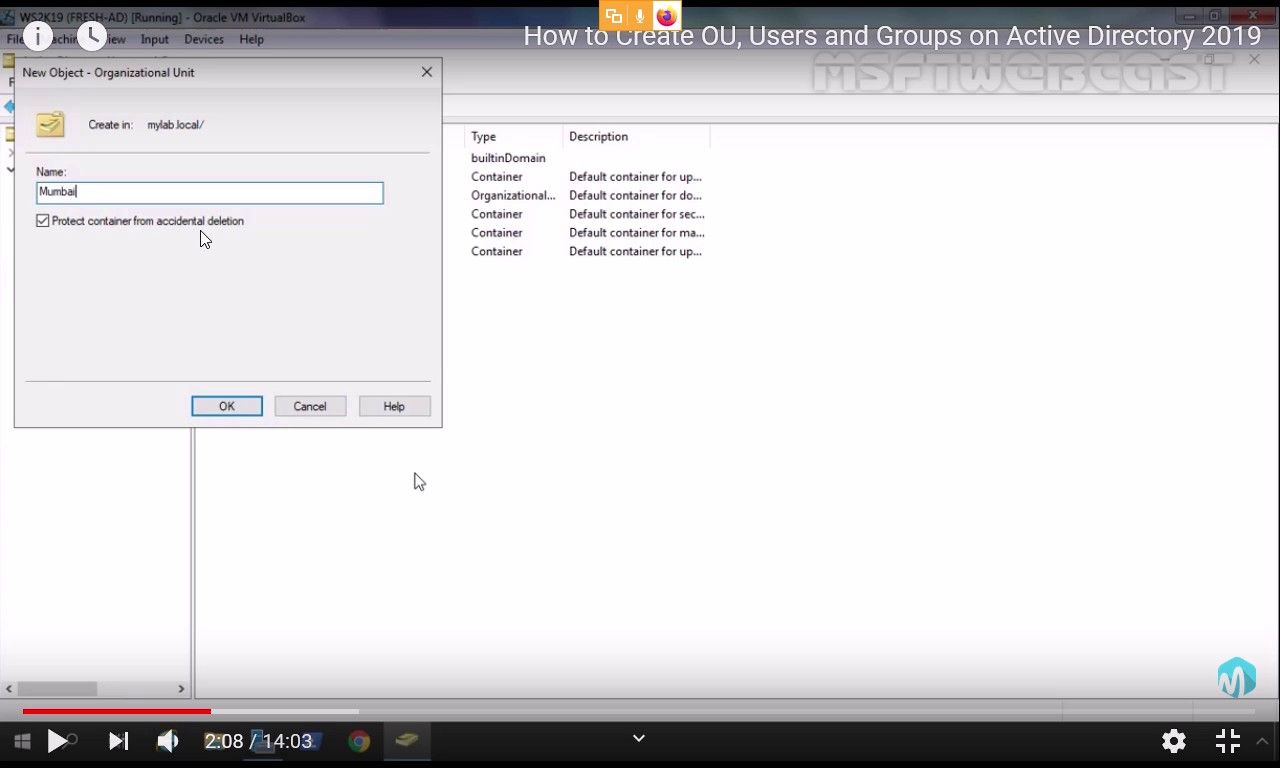 WS2K19 (FRESH-AD) [Running] - Oracle VM VirtualBox
Input Devices Help
How to Create OU, Users and Groups on Active Directory 2019
MSFTWEBCAST
New Object - Organizational Unit
Create in: mylab.local/
Name:
Mumbai
Protect container from accidental deletion
OK Cancel Help
Type Description
builtinDomain
Container Default container for up...
Organizational... Default container for do...
Container Default container for sec...
Container Default container for ma...
Container Default container for up...
2:08 / 14:03